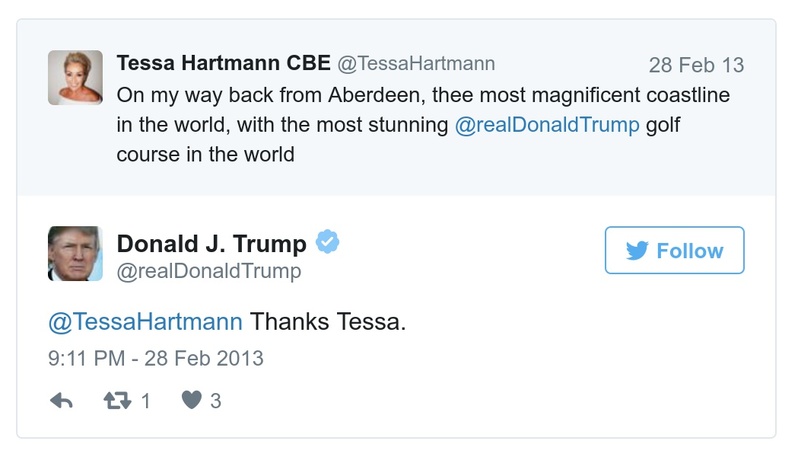 Tessa Hartmann CBE @TessaHartmann 28 Feb 13
On my way back from Aberdeen, thee most magnificent coastline
in the world, with the most stunning @realDonaldTrump golf
course in the world
Donald J. Trump
@realDonaldTrump
Follow
@TessaHartmann Thanks Tessa.
9:11 PM - 28 Feb 2013
1 3